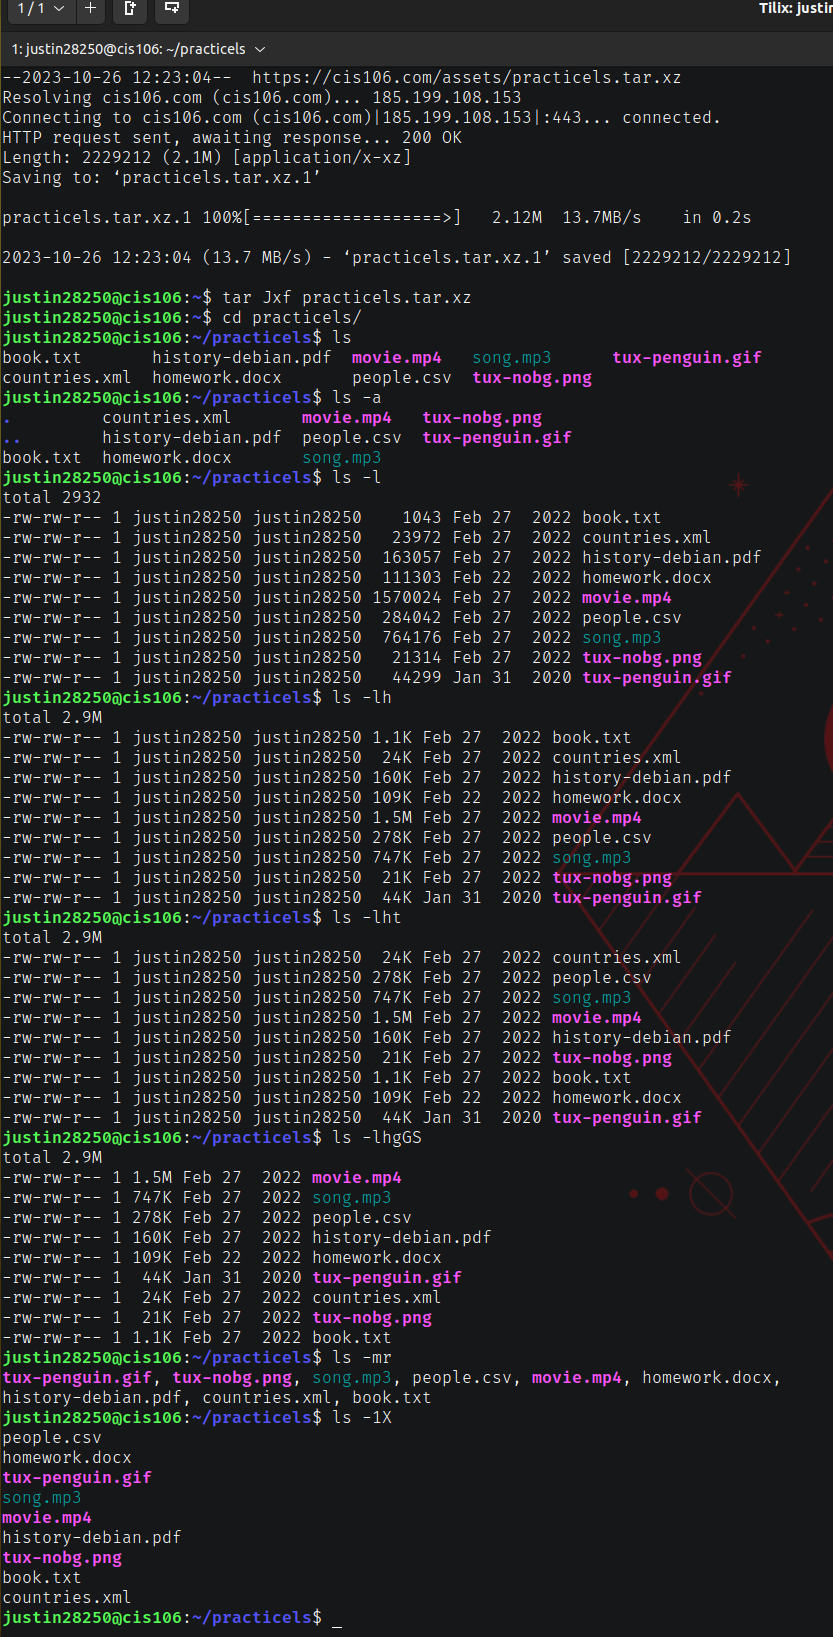 1 / 1
Tilix: justin
1: justin28250@cis106: ~/practicels
--2023-10-26 12:23:04--  https://cis106.com/assets/practicels.tar.xz
Resolving cis106.com (cis106.com)... 185.199.108.153
Connecting to cis106.com (cis106.com)|185.199.108.153|:443... connected.
HTTP request sent, awaiting response... 200 OK
Length: 2229212 (2.1M) [application/x-xz]
Saving to: ‘practicels.tar.xz.1’
practicels.tar.xz.1 100%[===================>]   2.12M  13.7MB/s    in 0.2s
2023-10-26 12:23:04 (13.7 MB/s) - ‘practicels.tar.xz.1’ saved [2229212/2229212]
justin28250@cis106:~$ tar Jxf practicels.tar.xz
justin28250@cis106:~$ cd practicels/
justin28250@cis106:~/practicels$ ls
book.txt       history-debian.pdf  movie.mp4   song.mp3      tux-penguin.gif
countries.xml  homework.docx       people.csv  tux-nobg.png
justin28250@cis106:~/practicels$ ls -a
.         countries.xml       movie.mp4   tux-nobg.png
..        history-debian.pdf  people.csv  tux-penguin.gif
book.txt  homework.docx       song.mp3
justin28250@cis106:~/practicels$ ls -l
total 2932
-rw-rw-r-- 1 justin28250 justin28250    1043 Feb 27  2022 book.txt
-rw-rw-r-- 1 justin28250 justin28250   23972 Feb 27  2022 countries.xml
-rw-rw-r-- 1 justin28250 justin28250  163057 Feb 27  2022 history-debian.pdf
-rw-rw-r-- 1 justin28250 justin28250  111303 Feb 22  2022 homework.docx
-rw-rw-r-- 1 justin28250 justin28250 1570024 Feb 27  2022 movie.mp4
-rw-rw-r-- 1 justin28250 justin28250  284042 Feb 27  2022 people.csv
-rw-rw-r-- 1 justin28250 justin28250  764176 Feb 27  2022 song.mp3
-rw-rw-r-- 1 justin28250 justin28250   21314 Feb 27  2022 tux-nobg.png
-rw-rw-r-- 1 justin28250 justin28250   44299 Jan 31  2020 tux-penguin.gif
justin28250@cis106:~/practicels$ ls -lh
total 2.9M
-rw-rw-r-- 1 justin28250 justin28250 1.1K Feb 27  2022 book.txt
-rw-rw-r-- 1 justin28250 justin28250  24K Feb 27  2022 countries.xml
-rw-rw-r-- 1 justin28250 justin28250 160K Feb 27  2022 history-debian.pdf
-rw-rw-r-- 1 justin28250 justin28250 109K Feb 22  2022 homework.docx
-rw-rw-r-- 1 justin28250 justin28250 1.5M Feb 27  2022 movie.mp4
-rw-rw-r-- 1 justin28250 justin28250 278K Feb 27  2022 people.csv
-rw-rw-r-- 1 justin28250 justin28250 747K Feb 27  2022 song.mp3
-rw-rw-r-- 1 justin28250 justin28250  21K Feb 27  2022 tux-nobg.png
-rw-rw-r-- 1 justin28250 justin28250  44K Jan 31  2020 tux-penguin.gif
justin28250@cis106:~/practicels$ ls -lht
total 2.9M
-rw-rw-r-- 1 justin28250 justin28250  24K Feb 27  2022 countries.xml
-rw-rw-r-- 1 justin28250 justin28250 278K Feb 27  2022 people.csv
-rw-rw-r-- 1 justin28250 justin28250 747K Feb 27  2022 song.mp3
-rw-rw-r-- 1 justin28250 justin28250 1.5M Feb 27  2022 movie.mp4
-rw-rw-r-- 1 justin28250 justin28250 160K Feb 27  2022 history-debian.pdf
-rw-rw-r-- 1 justin28250 justin28250  21K Feb 27  2022 tux-nobg.png
-rw-rw-r-- 1 justin28250 justin28250 1.1K Feb 27  2022 book.txt
-rw-rw-r-- 1 justin28250 justin28250 109K Feb 22  2022 homework.docx
-rw-rw-r-- 1 justin28250 justin28250  44K Jan 31  2020 tux-penguin.gif
justin28250@cis106:~/practicels$ ls -lhgGS
total 2.9M
-rw-rw-r-- 1 1.5M Feb 27  2022 movie.mp4
-rw-rw-r-- 1 747K Feb 27  2022 song.mp3
-rw-rw-r-- 1 278K Feb 27  2022 people.csv
-rw-rw-r-- 1 160K Feb 27  2022 history-debian.pdf
-rw-rw-r-- 1 109K Feb 22  2022 homework.docx
-rw-rw-r-- 1  44K Jan 31  2020 tux-penguin.gif
-rw-rw-r-- 1  24K Feb 27  2022 countries.xml
-rw-rw-r-- 1  21K Feb 27  2022 tux-nobg.png
-rw-rw-r-- 1 1.1K Feb 27  2022 book.txt
justin28250@cis106:~/practicels$ ls -mr
tux-penguin.gif, tux-nobg.png, song.mp3, people.csv, movie.mp4, homework.docx,
history-debian.pdf, countries.xml, book.txt
justin28250@cis106:~/practicels$ ls -1X
people.csv
homework.docx
tux-penguin.gif
song.mp3
movie.mp4
history-debian.pdf
tux-nobg.png
book.txt
countries.xml
justin28250@cis106:~/practicels$ _